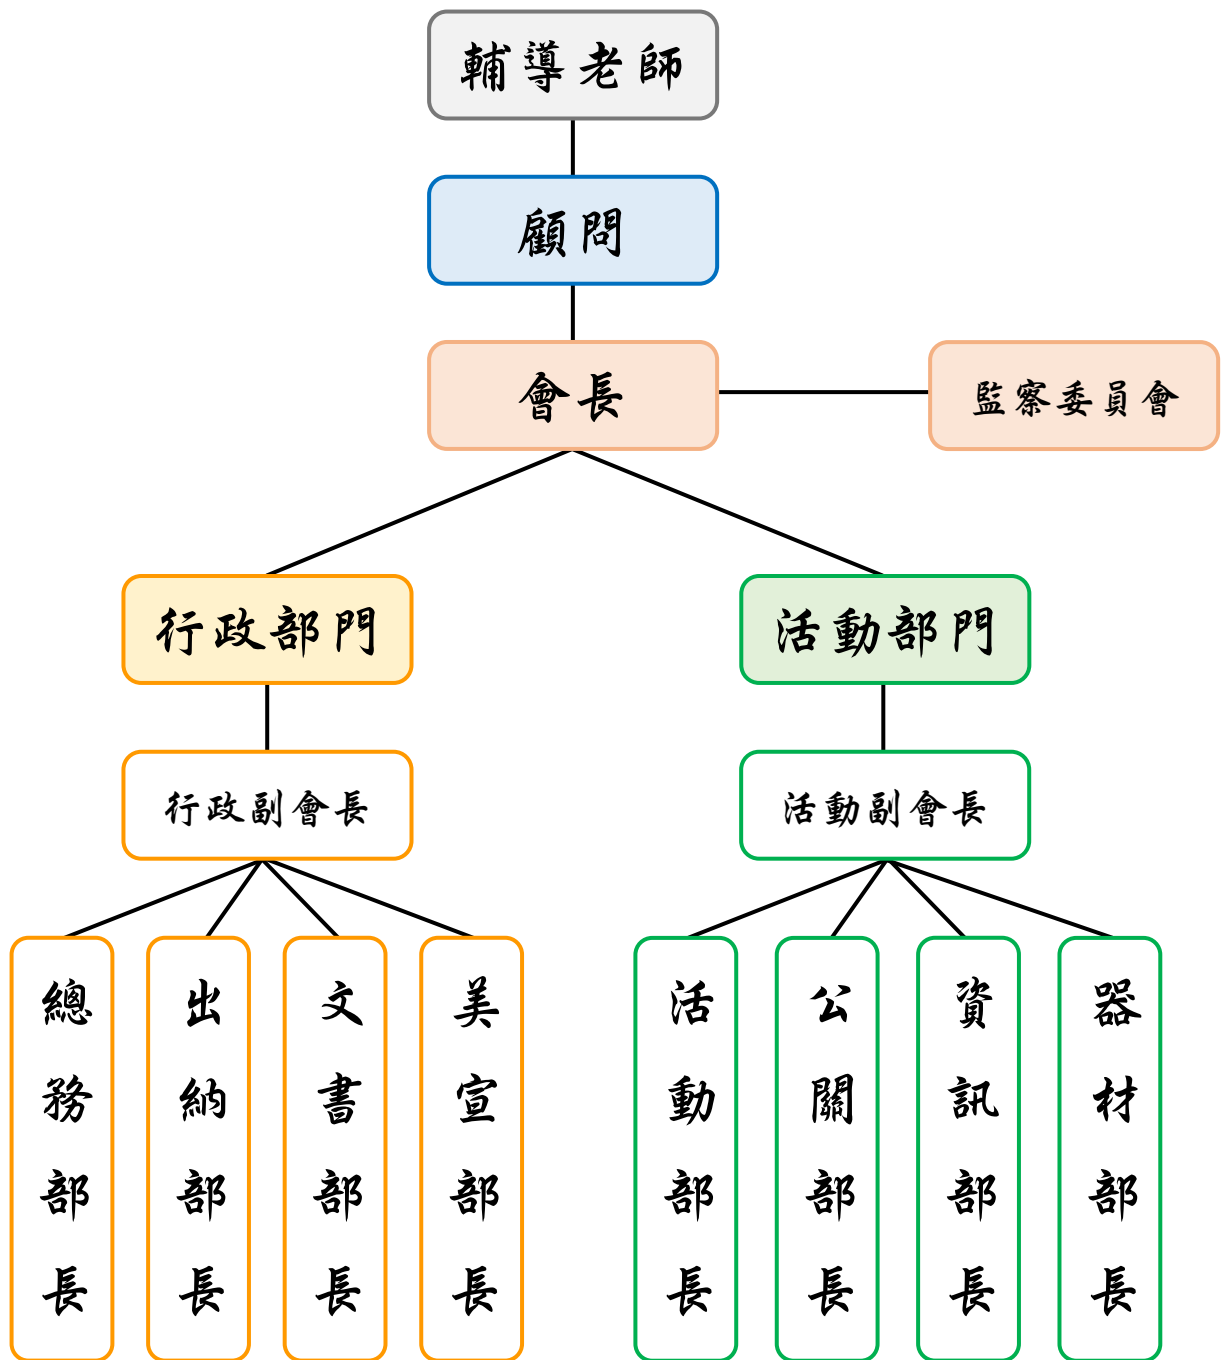 輔導老師
顧問
會長
監察委員會
行政部門
活動部門
行政副會長
活動副會長
總務部長
出納部長
文書部長
美宣部長
活動部長
公關部長
資訊部長
器材部長